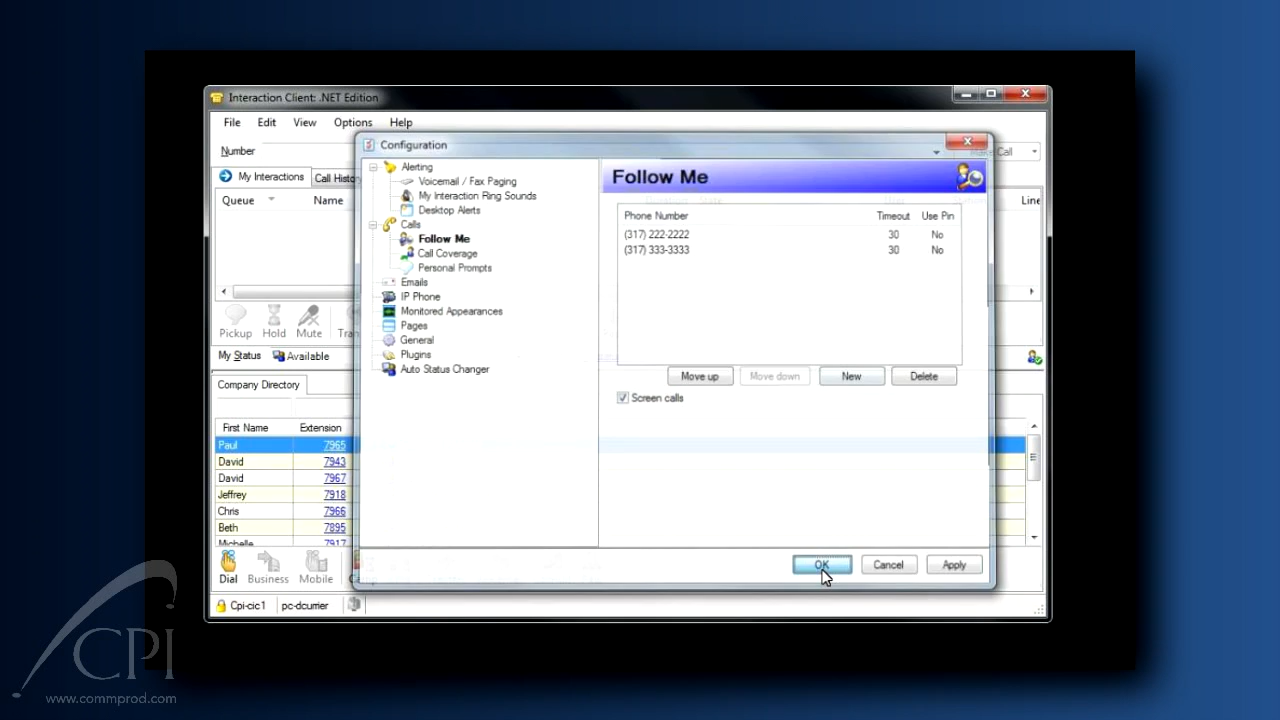 Interaction Client: .NET Edition
File Edit View Options Help
Number
My Interactions
Queue Name
Line
Pickup Hold Mute
My Status Available
Company Directory
First Name Extension
Paul 7965
David 7943
David 7967
Jeffrey 7918
Chris 7966
Beth 7895
Michelle 7917
Dial Business Mobile
Cpi-cic1 pc-dcurrier
Configuration
Alerting
Voicemail / Fax Paging
My Interaction Ring Sounds
Desktop Alerts
Calls
Follow Me
Call Coverage
Personal Prompts
Emails
IP Phone
Monitored Appearances
Pages
General
Plugins
Auto Status Changer
Follow Me
Phone Number Timeout Use Pin
(317) 222-2222 30 No
(317) 333-3333 30 No
Move up Move down New Delete
Screen calls
OK Cancel Apply
CPI
www.commprod.com